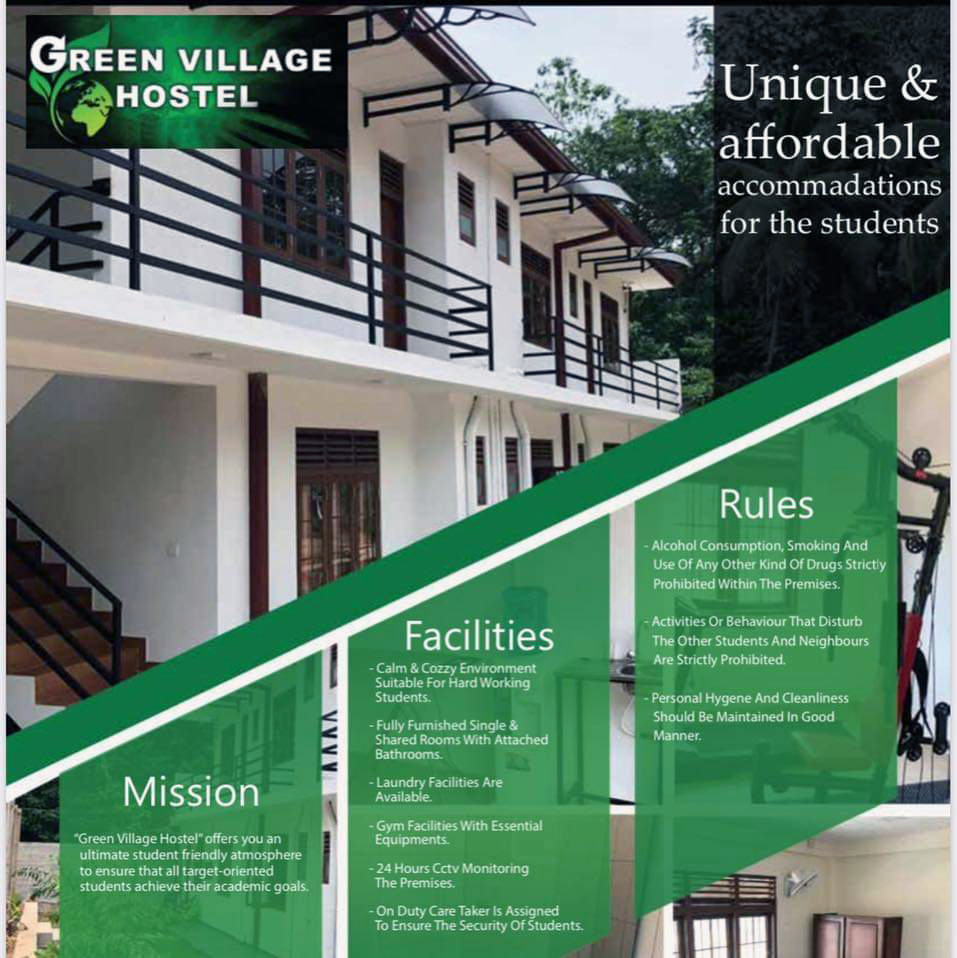 GREEN VILLAGE
HOSTEL
Unique &
affordable
accommadations
for the students
Rules
- Alcohol Consumption, Smoking And
Use Of Any Other Kind Of Drugs Strictly
Prohibited Within The Premises.
- Activities Or Behaviour That Disturb
The Other Students And Neighbours
Are Strictly Prohibited.
- Personal Hygene And Cleanliness
Should Be Maintained In Good
Manner.
Facilities
- Calm & Cozzy Environment
Suitable For Hard Working
Students.
- Fully Furnished Single &
Shared Rooms With Attached
Bathrooms.
- Laundry Facilities Are
Available.
- Gym Facilities With Essential
Equipments.
- 24 Hours Cctv Monitoring
The Premises.
- On Duty Care Taker Is Assigned
To Ensure The Security Of Students.
Mission
"Green Village Hostel" offers you an
ultimate student friendly atmosphere
to ensure that all target-oriented
students achieve their academic goals.